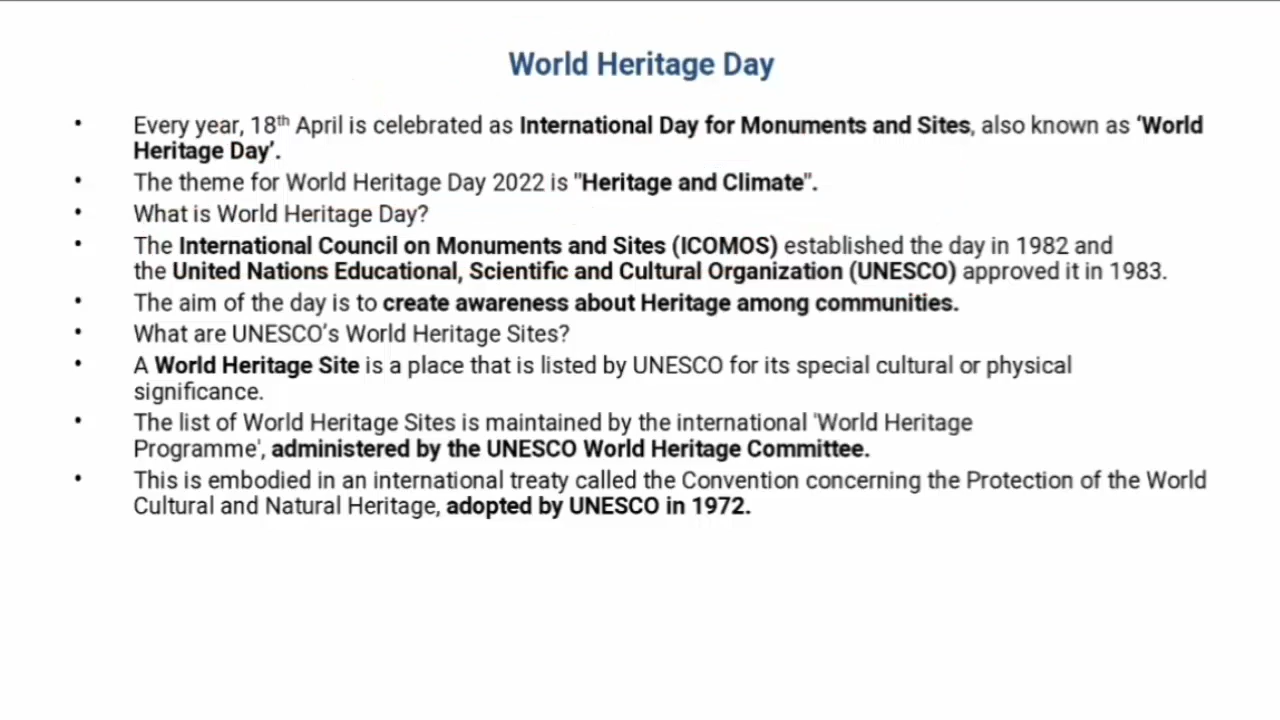 World Heritage Day
• Every year, 18th April is celebrated as International Day for Monuments and Sites, also known as ‘World
Heritage Day’.
• The theme for World Heritage Day 2022 is "Heritage and Climate".
• What is World Heritage Day?
• The International Council on Monuments and Sites (ICOMOS) established the day in 1982 and
the United Nations Educational, Scientific and Cultural Organization (UNESCO) approved it in 1983.
• The aim of the day is to create awareness about Heritage among communities.
• What are UNESCO’s World Heritage Sites?
• A World Heritage Site is a place that is listed by UNESCO for its special cultural or physical
significance.
• The list of World Heritage Sites is maintained by the international 'World Heritage
Programme', administered by the UNESCO World Heritage Committee.
• This is embodied in an international treaty called the Convention concerning the Protection of the World
Cultural and Natural Heritage, adopted by UNESCO in 1972.